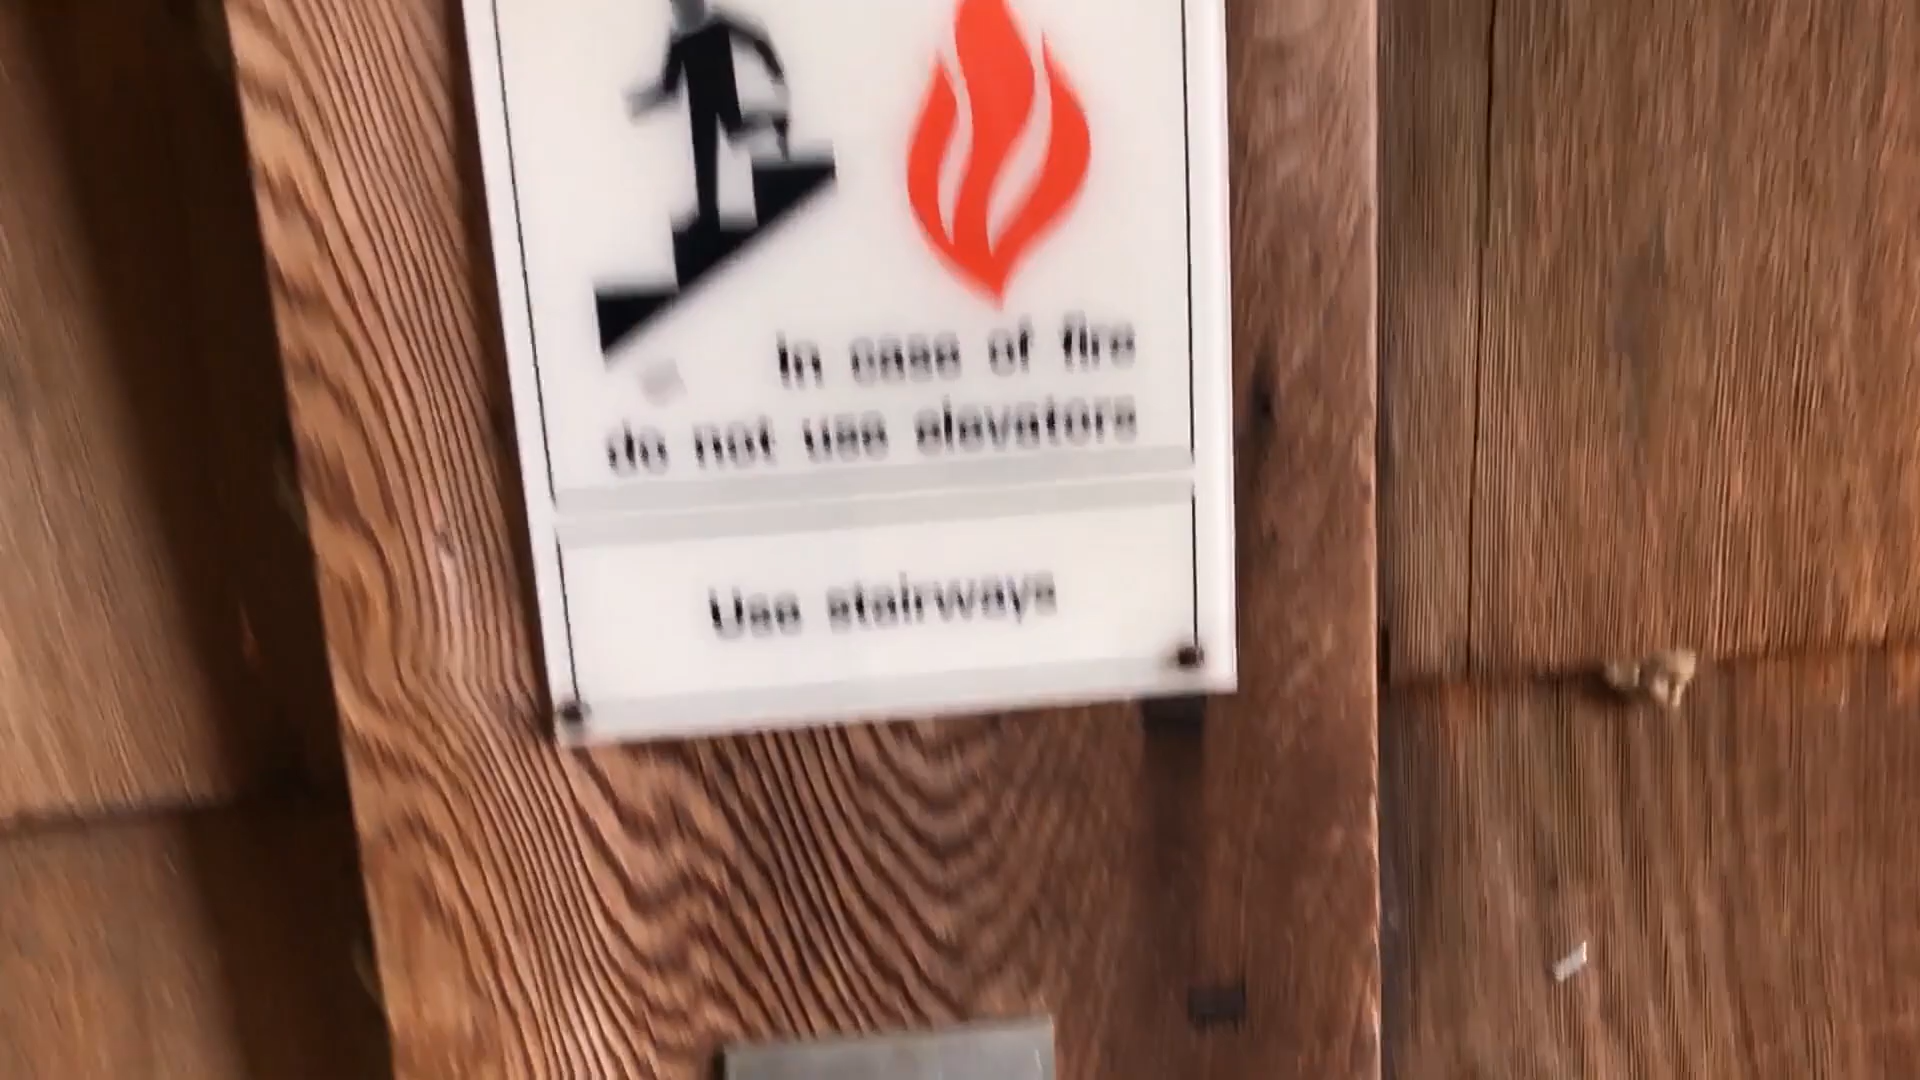 In case of fire
do not use elevators
Use stairways